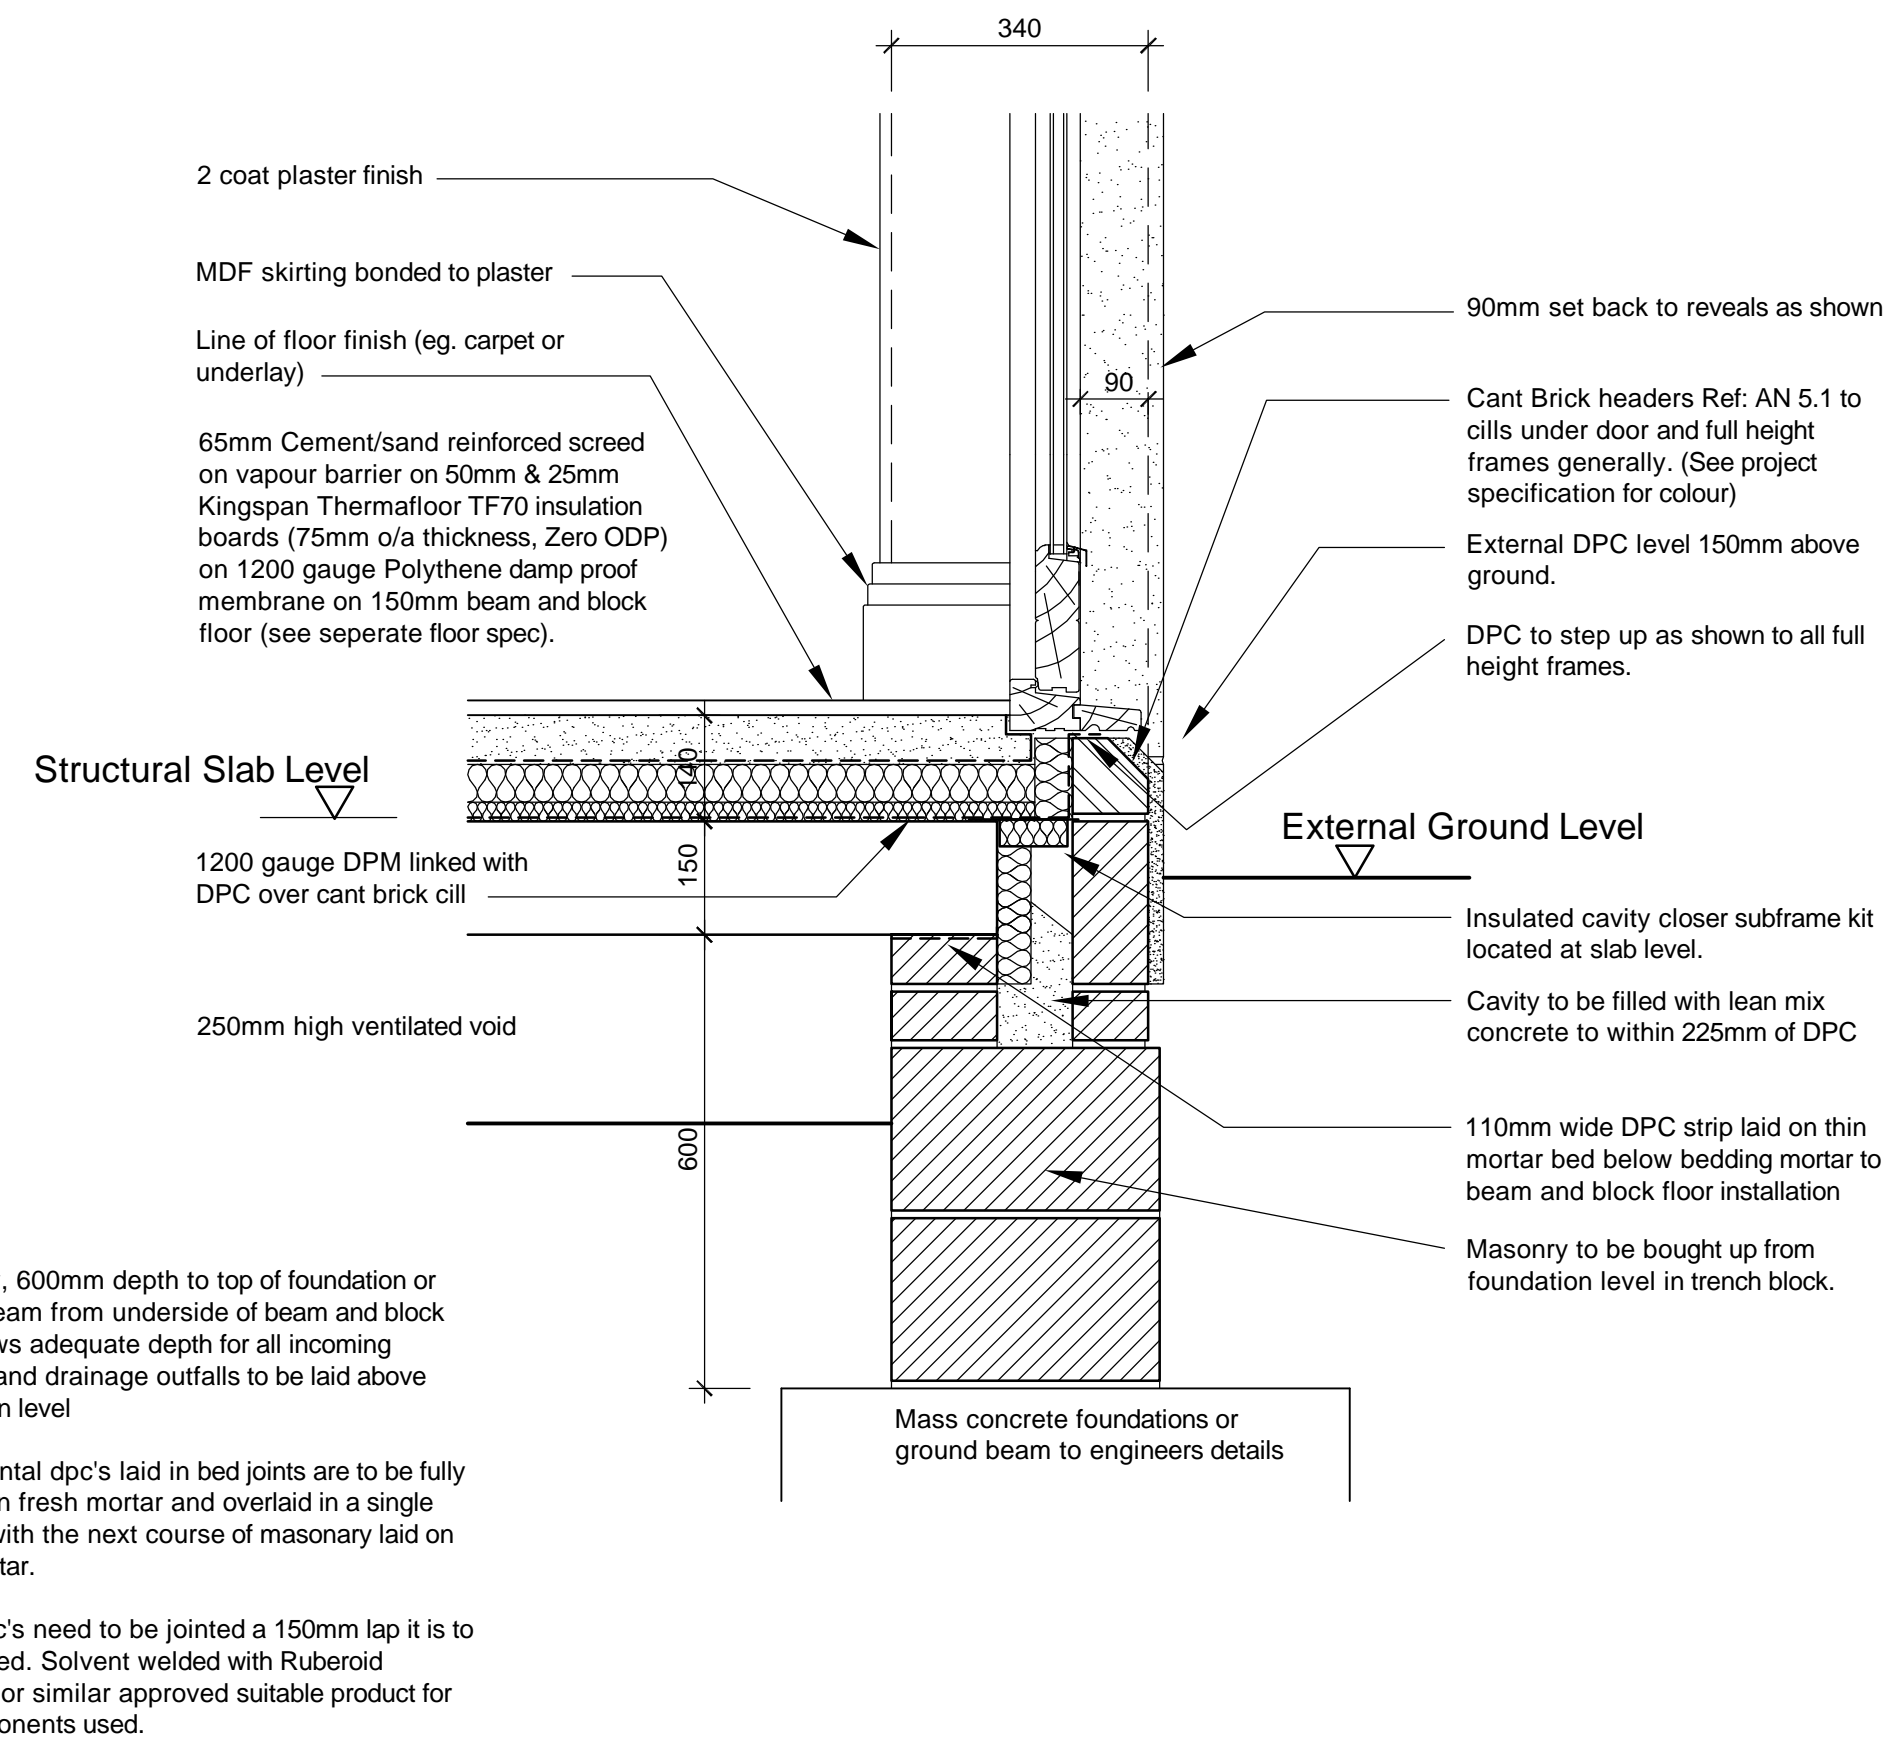 340
2 coat plaster finish
MDF skirting bonded to plaster
Line of floor finish (eg. carpet or
underlay)
65mm Cement/sand reinforced screed
on vapour barrier on 50mm & 25mm
Kingspan Thermafloor TF70 insulation
boards (75mm o/a thickness, Zero ODP)
on 1200 gauge Polythene damp proof
membrane on 150mm beam and block
floor (see seperate floor spec).
Structural Slab Level
1200 gauge DPM linked with
DPC over cant brick cill
250mm high ventilated void
140
150
600
90
90mm set back to reveals as shown
Cant Brick headers Ref: AN 5.1 to
cills under door and full height
frames generally. (See project
specification for colour)
External DPC level 150mm above
ground.
DPC to step up as shown to all full
height frames.
External Ground Level
Insulated cavity closer subframe kit
located at slab level.
Cavity to be filled with lean mix
concrete to within 225mm of DPC
110mm wide DPC strip laid on thin
mortar bed below bedding mortar to
beam and block floor installation
Masonry to be bought up from
foundation level in trench block.
Mass concrete foundations or
ground beam to engineers details
, 600mm depth to top of foundation or
eam from underside of beam and block
ws adequate depth for all incoming
and drainage outfalls to be laid above
n level
ntal dpc's laid in bed joints are to be fully
n fresh mortar and overlaid in a single
with the next course of masonary laid on
tar.
c's need to be jointed a 150mm lap it is to
ed. Solvent welded with Ruberoid
or similar approved suitable product for
onents used.